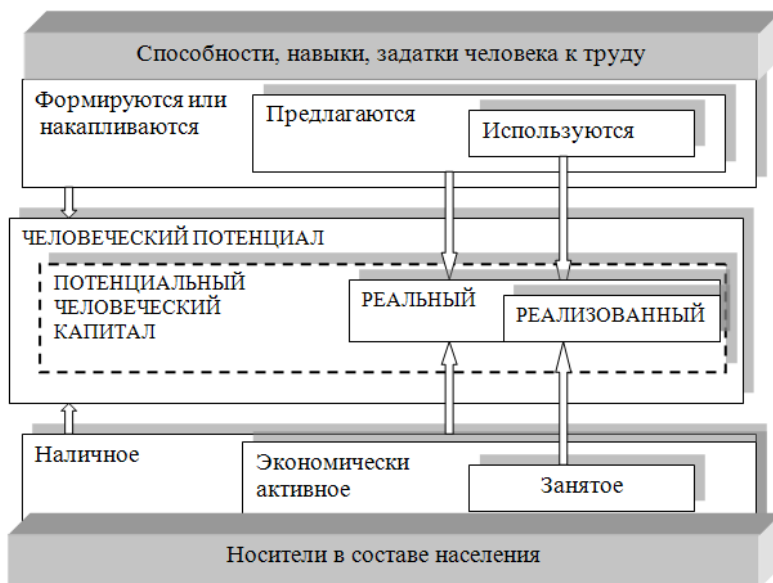 Способности, навыки, задатки человека к труду
Формируются или
накапливаются
Предлагаются
Используются
ЧЕЛОВЕЧЕСКИЙ ПОТЕНЦИАЛ
ПОТЕНЦИАЛЬНЫЙ
ЧЕЛОВЕЧЕСКИЙ
КАПИТАЛ
РЕАЛЬНЫЙ
РЕАЛИЗОВАННЫЙ
Наличное
Экономически
активное
Занятое
Носители в составе населения